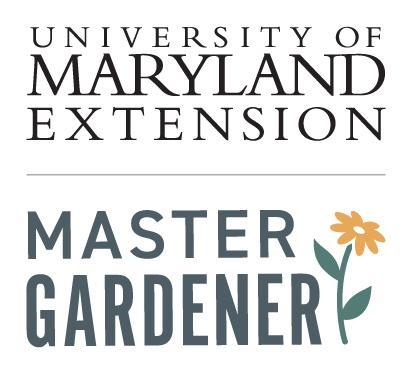 UNIVERSITY OF
MARYLAND
EXTENSION
MASTER
GARDENER